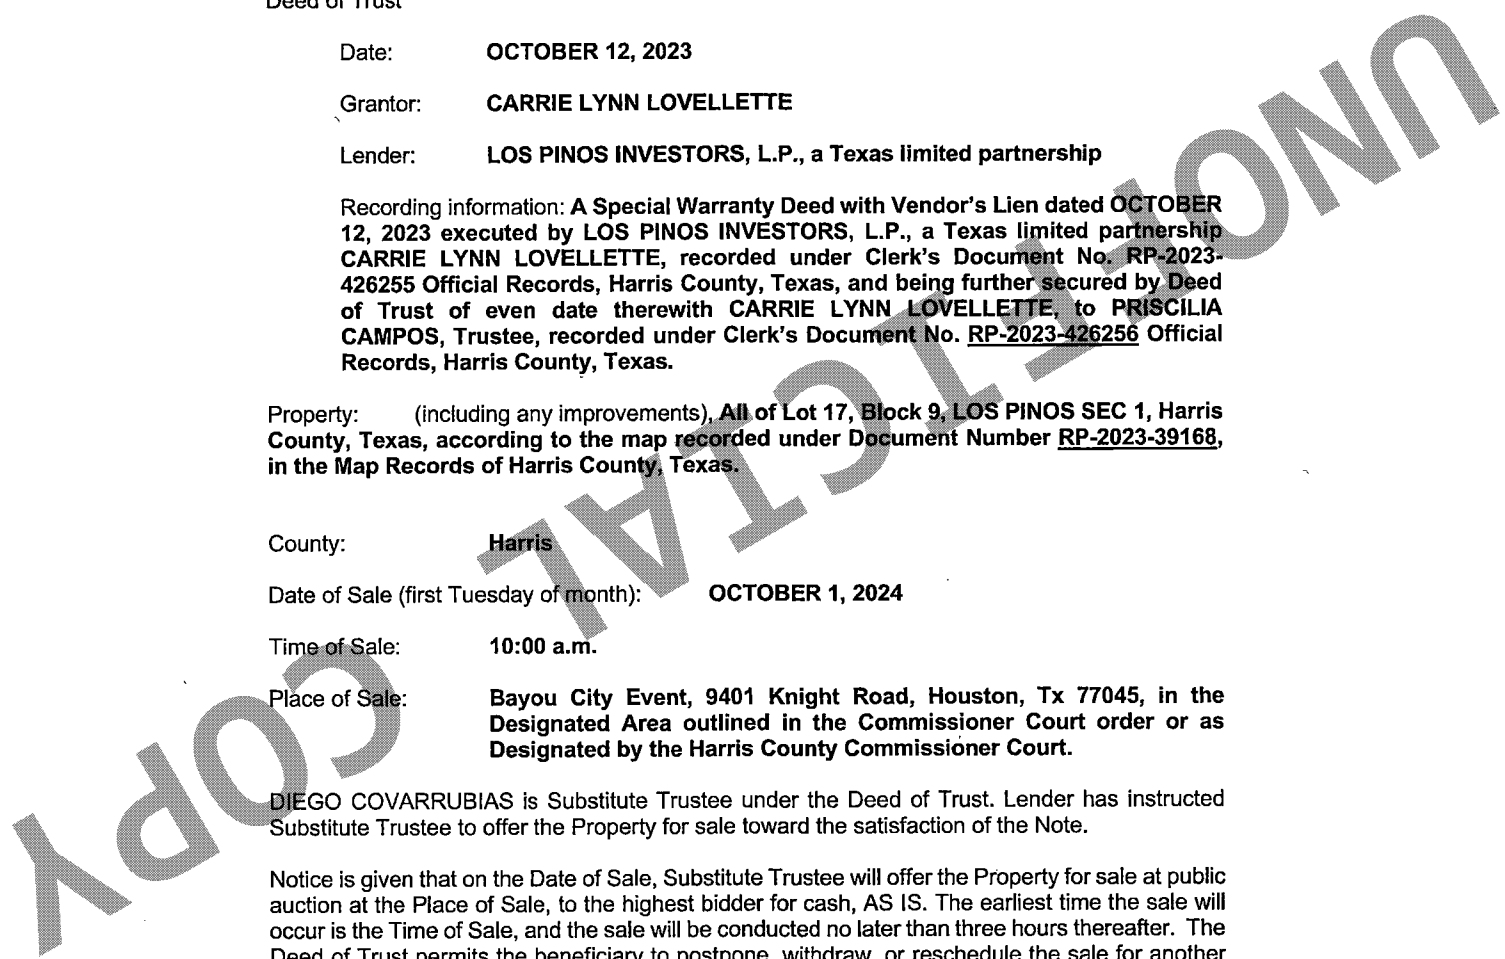 Deed of Trust
Date: OCTOBER 12, 2023
Grantor: CARRIE LYNN LOVELLETTE
Lender: LOS PINOS INVESTORS, L.P., a Texas limited partnership
Recording information: A Special Warranty Deed with Vendor's Lien dated OCTOBER
12, 2023 executed by LOS PINOS INVESTORS, L.P., a Texas limited partnership
CARRIE LYNN LOVELLETTE, recorded under Clerk's Document No. RP-2023-
426255 Official Records, Harris County, Texas, and being further secured by Deed
of Trust of even date therewith CARRIE LYNN LOVELLETTE, to PRISCILIA
CAMPOS, Trustee, recorded under Clerk's Document No. RP-2023-426256 Official
Records, Harris County, Texas.
Property: (including any improvements), All of Lot 17, Block 9, LOS PINOS SEC 1, Harris
County, Texas, according to the map recorded under Document Number RP-2023-39168,
in the Map Records of Harris County, Texas.
County: Harris
Date of Sale (first Tuesday of month): OCTOBER 1, 2024
Time of Sale: 10:00 a.m.
Place of Sale: Bayou City Event, 9401 Knight Road, Houston, Tx 77045, in the
Designated Area outlined in the Commissioner Court order or as
Designated by the Harris County Commissioner Court.
DIEGO COVARRUBIAS is Substitute Trustee under the Deed of Trust. Lender has instructed
Substitute Trustee to offer the Property for sale toward the satisfaction of the Note.
Notice is given that on the Date of Sale, Substitute Trustee will offer the Property for sale at public
auction at the Place of Sale, to the highest bidder for cash, AS IS. The earliest time the sale will
occur is the Time of Sale, and the sale will be conducted no later than three hours thereafter. The
Deed of Trust permits the beneficiary to postpone, withdraw, or reschedule the sale for another
UNOFFICIAL COPY